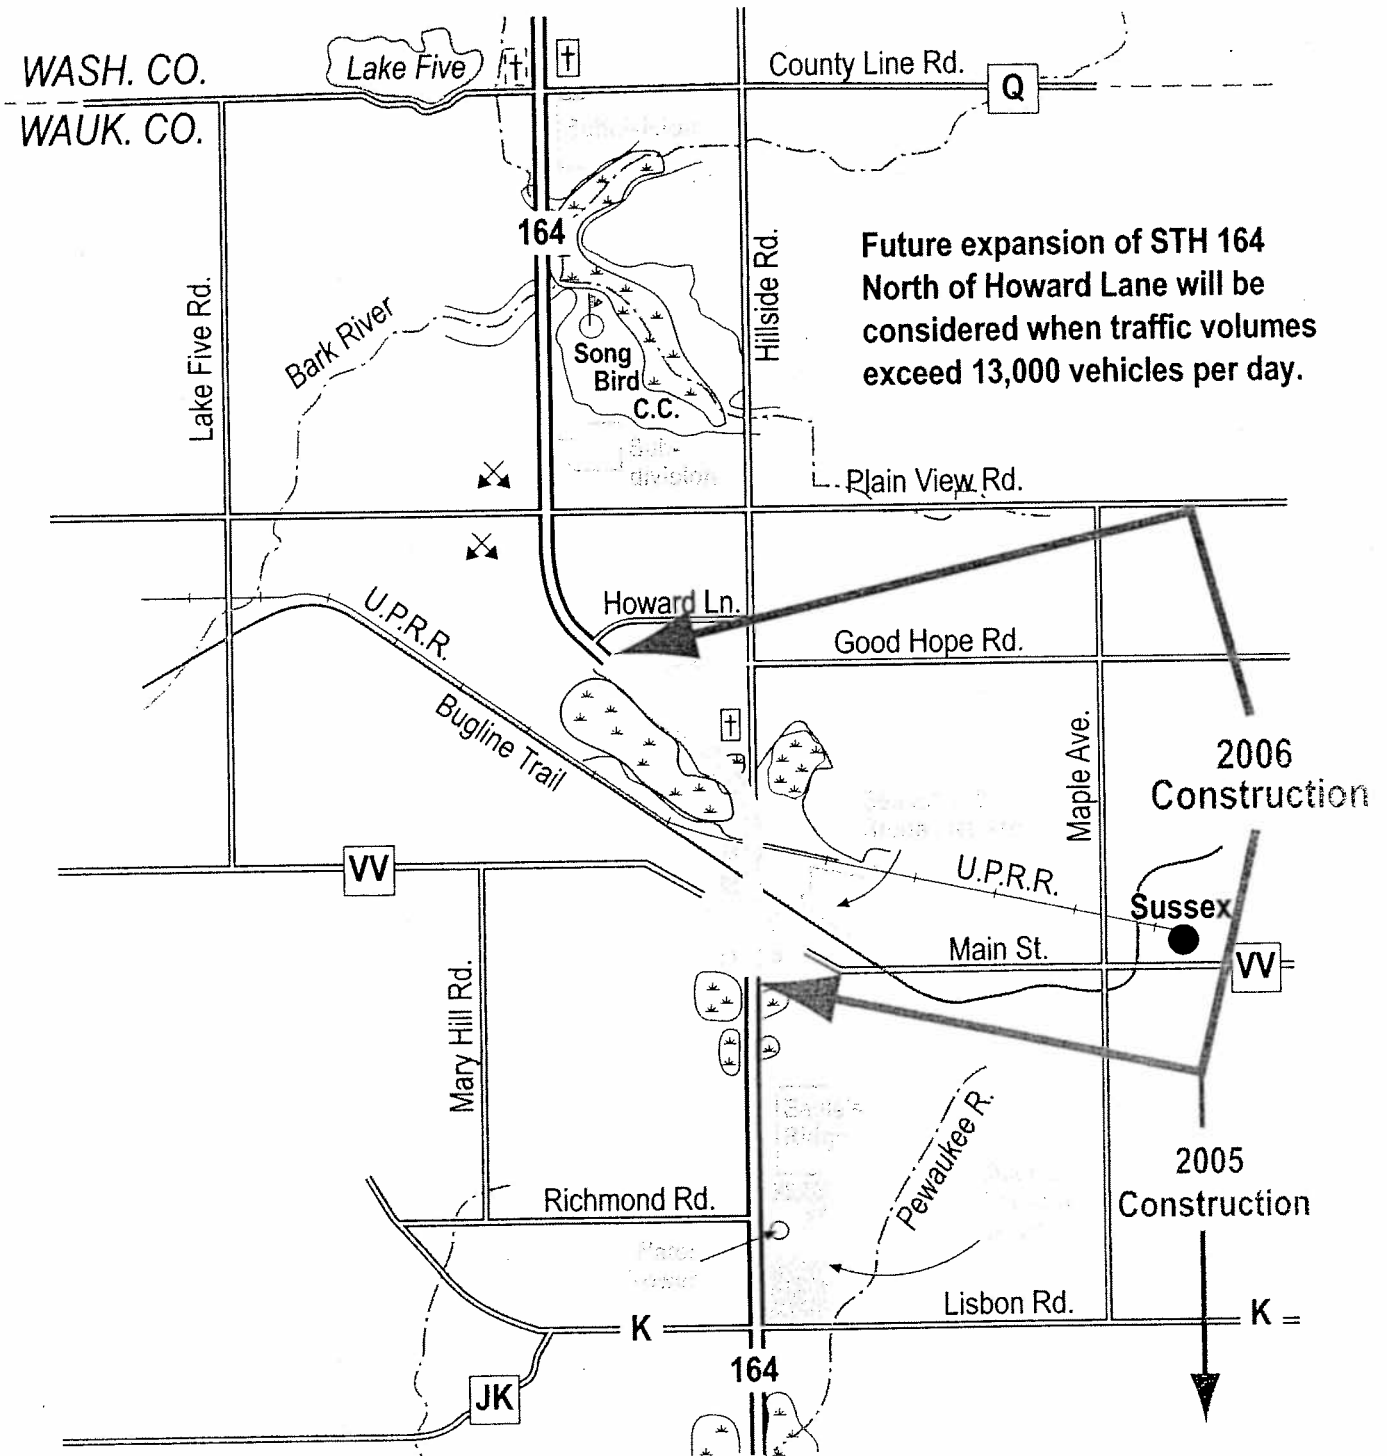 WASH. CO.
Lake Five
County Line Rd.
Q
WAUK. CO.
164
Lake Five Rd.
Bark River
Hillside Rd.
Future expansion of STH 164
North of Howard Lane will be
considered when traffic volumes
exceed 13,000 vehicles per day.
Song
Bird
C.C.
Sub-
division
Plain View Rd.
U.P.R.R.
Howard Ln.
Good Hope Rd.
Bugline Trail
Maple Ave.
2006
Construction
VV
U.P.R.R.
Sussex
Main St.
VV
Mary Hill Rd.
Pewaukee R.
2005
Construction
Richmond Rd.
Lisbon Rd.
K
K
164
JK